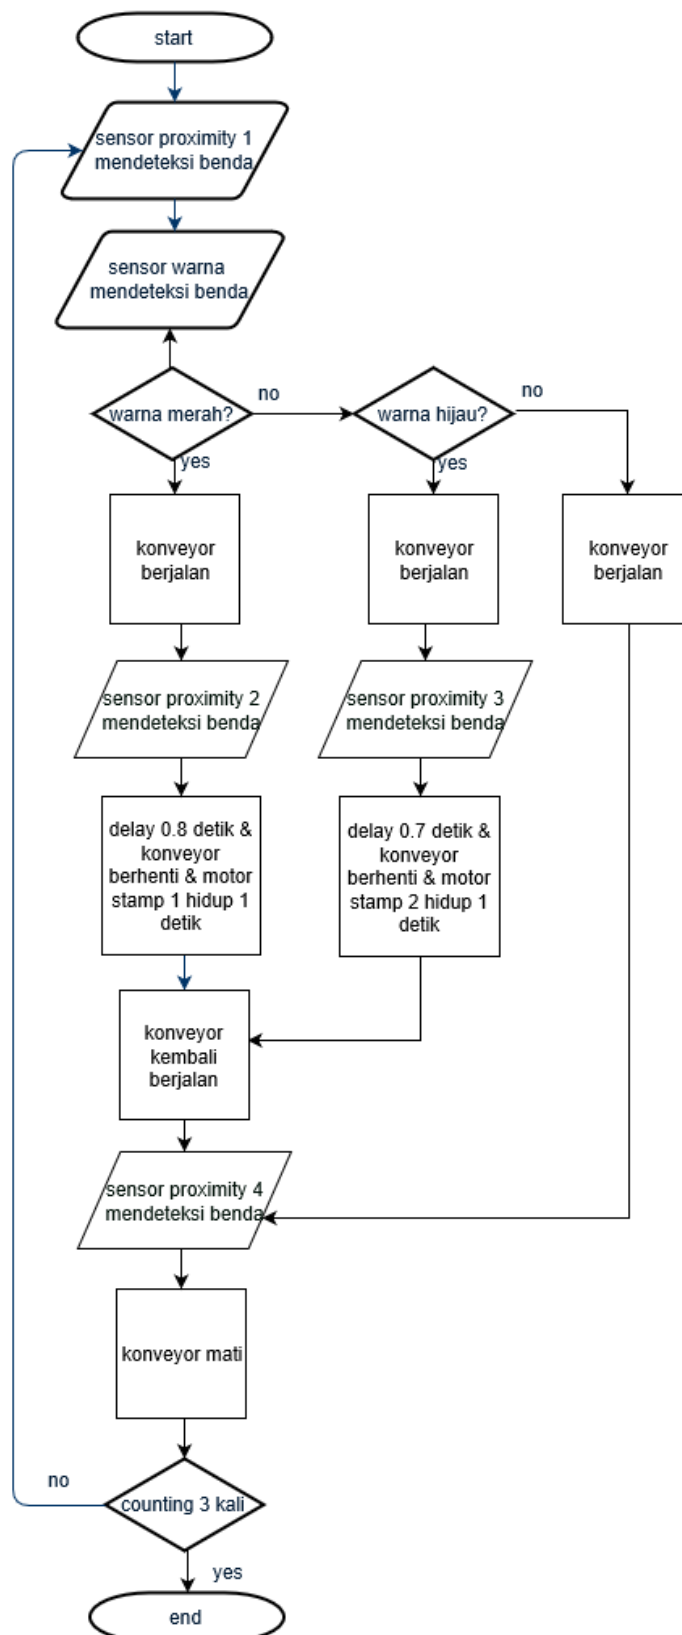 start
sensor proximity 1
mendeteksi benda
sensor warna
mendeteksi benda
warna merah?
no
warna hijau?
no
yes
yes
konveyor
berjalan
konveyor
berjalan
konveyor
berjalan
sensor proximity 2
mendeteksi benda
sensor proximity 3
mendeteksi benda
delay 0.8 detik &
konveyor
berhenti & motor
stamp 1 hidup 1
detik
delay 0.7 detik &
konveyor
berhenti & motor
stamp 2 hidup 1
detik
konveyor
kembali
berjalan
sensor proximity 4
mendeteksi benda
konveyor mati
no
counting 3 kali
yes
end